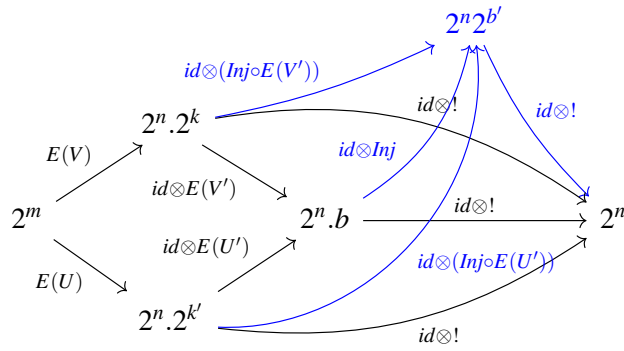 2^n 2^{b'}
id⊗(Inj∘E(V'))
id⊗!
id⊗!
2^n.2^k
E(V)
id⊗Inj
id⊗E(V')
id⊗!
2^m
2^n.b
2^n
id⊗E(U')
id⊗(Inj∘E(U'))
E(U)
2^n.2^{k'}
id⊗!